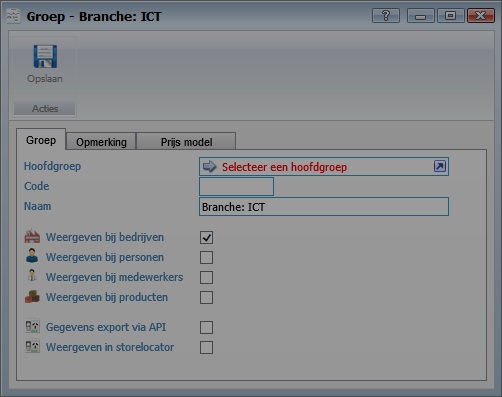 Groep - Branche: ICT
?
Opslaan
Acties
Groep Opmerking Prijs model
Hoofdgroep Selecteer een hoofdgroep
Code
Naam Branche: ICT
Weergeven bij bedrijven
Weergeven bij personen
Weergeven bij medewerkers
Weergeven bij producten
Gegevens export via API
Weergeven in storelocator